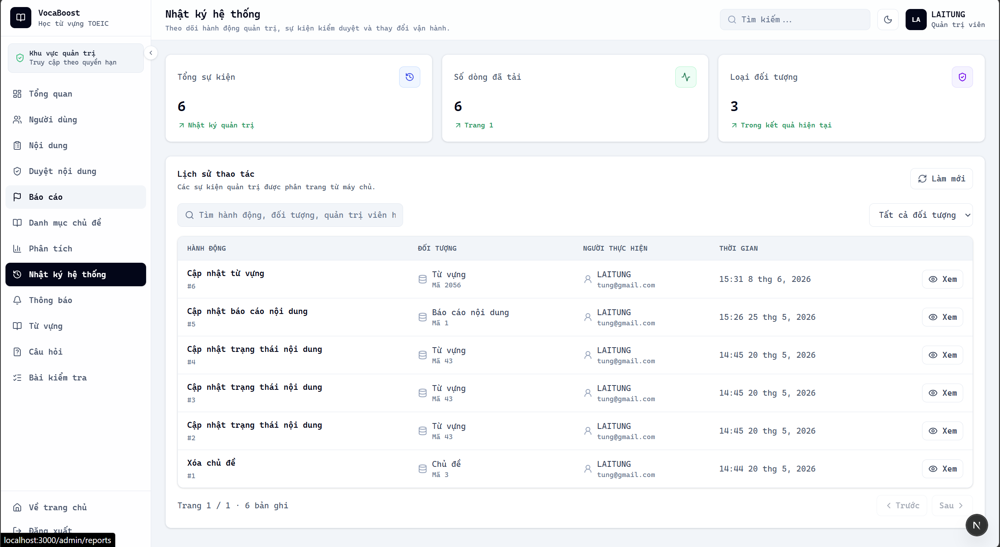 VocaBoost
Học từ vựng TOEIC
Khu vực quản trị
Truy cập theo quyền hạn
Tổng quan
Người dùng
Nội dung
Duyệt nội dung
Báo cáo
Danh mục chủ đề
Phân tích
Nhật ký hệ thống
Thông báo
Từ vựng
Câu hỏi
Bài kiểm tra
Về trang chủ
Đăng xuất
localhost:3000/admin/reports
Nhật ký hệ thống
Theo dõi hành động quản trị, sự kiện kiểm duyệt và thay đổi vận hành.
Tìm kiếm...
LA
LAITUNG
Quản trị viên
Tổng sự kiện
6
Nhật ký quản trị
Số dòng đã tải
6
Trang 1
Loại đối tượng
3
Trong kết quả hiện tại
Lịch sử thao tác
Các sự kiện quản trị được phân trang từ máy chủ.
Làm mới
Tìm hành động, đối tượng, quản trị viên h
Tất cả đối tượng
HÀNH ĐỘNG ĐỐI TƯỢNG NGƯỜI THỰC HIỆN THỜI GIAN
Cập nhật từ vựng
#6
Từ vựng
Mã 2056
LAITUNG
tung@gmail.com
15:31 8 thg 6, 2026
Xem
Cập nhật báo cáo nội dung
#5
Báo cáo nội dung
Mã 1
LAITUNG
tung@gmail.com
15:26 25 thg 5, 2026
Xem
Cập nhật trạng thái nội dung
#4
Từ vựng
Mã 43
LAITUNG
tung@gmail.com
14:45 20 thg 5, 2026
Xem
Cập nhật trạng thái nội dung
#3
Từ vựng
Mã 43
LAITUNG
tung@gmail.com
14:45 20 thg 5, 2026
Xem
Cập nhật trạng thái nội dung
#2
Từ vựng
Mã 43
LAITUNG
tung@gmail.com
14:45 20 thg 5, 2026
Xem
Xóa chủ đề
#1
Chủ đề
Mã 3
LAITUNG
tung@gmail.com
14:44 20 thg 5, 2026
Xem
Trang 1 / 1 · 6 bản ghi
Trước
Sau
N